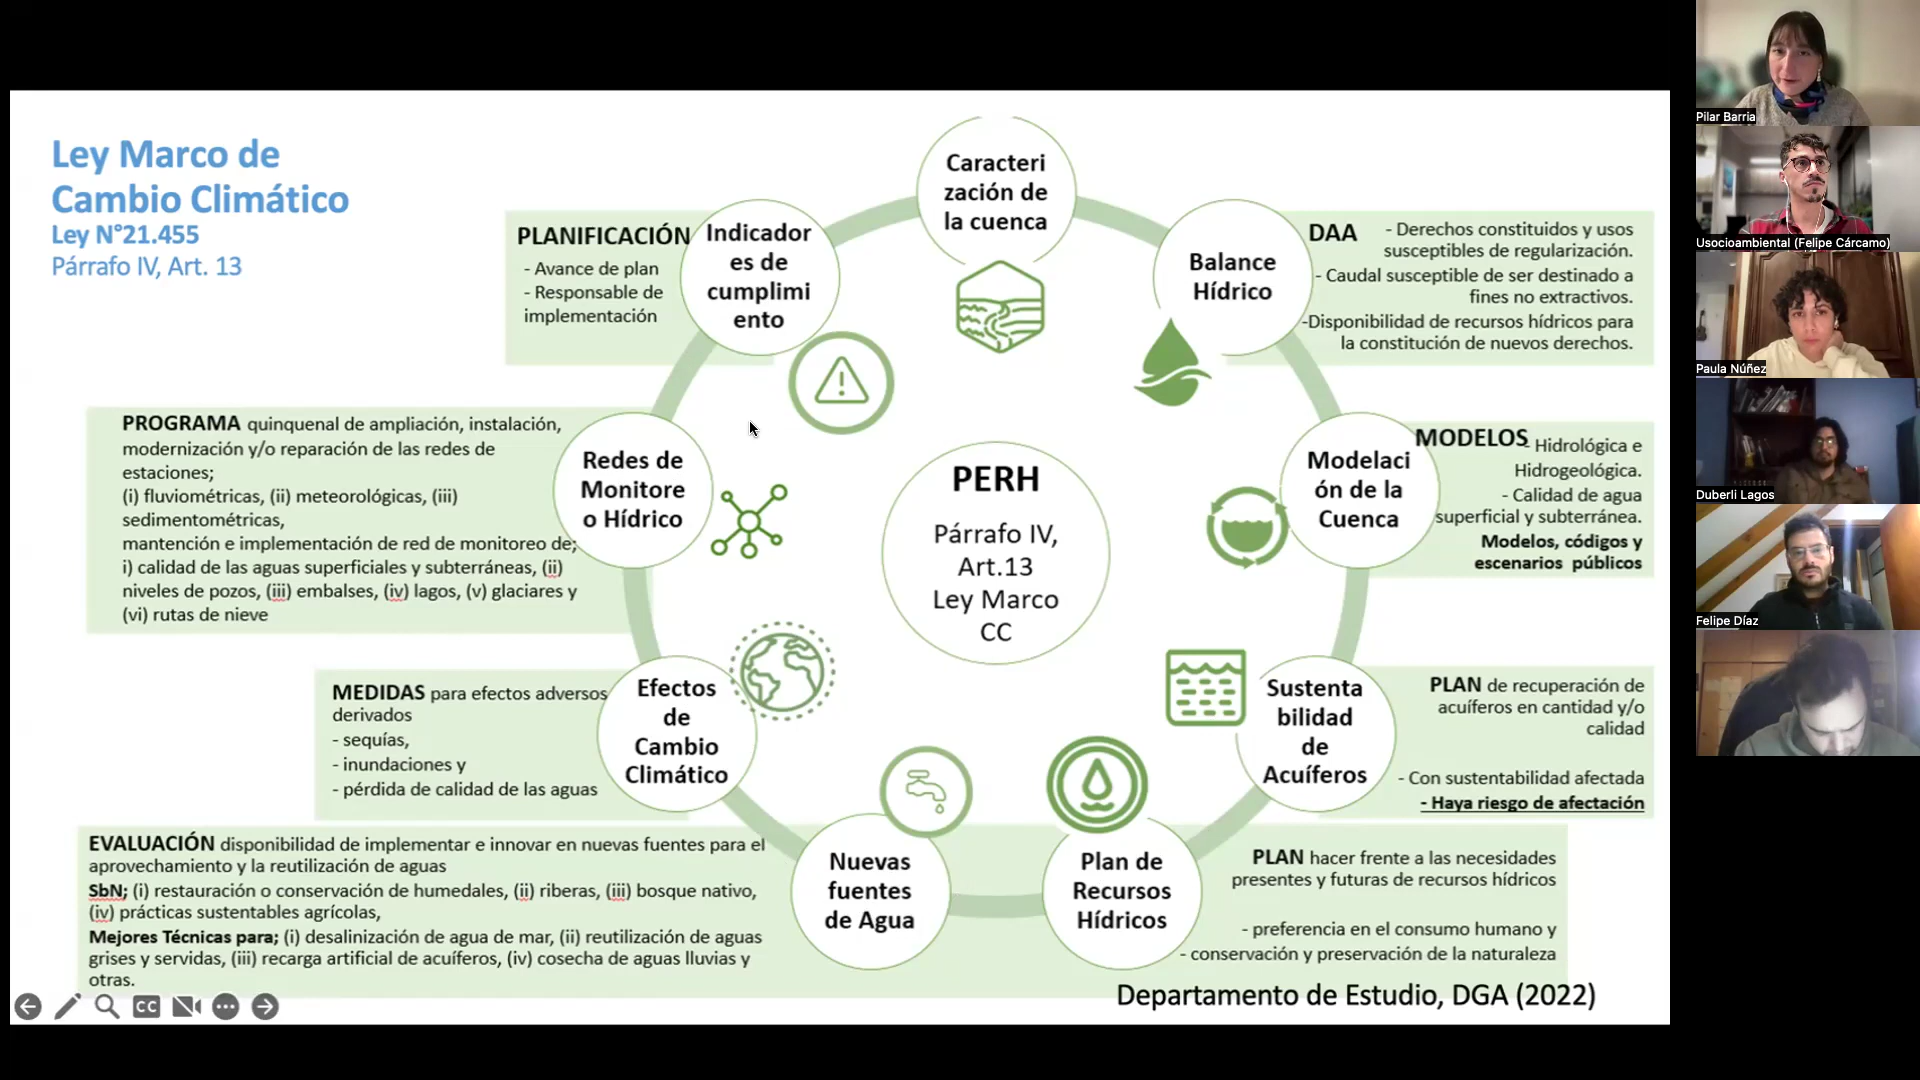 Ley Marco de
Cambio Climático
Ley N°21.455
Párrafo IV, Art. 13
Caracteri
zación de
la cuenca
Balance
Hídrico
DAA
- Derechos constituidos y usos
susceptibles de regularización.
- Caudal susceptible de ser destinado a
fines no extractivos.
-Disponibilidad de recursos hídricos para
la constitución de nuevos derechos.
Modelaci
ón de la
Cuenca
MODELOS
- Hidrológica e
Hidrogeológica.
- Calidad de agua
superficial y subterránea.
Modelos, códigos y
escenarios públicos
Sustenta
bilidad
de
Acuíferos
PLAN de recuperación de
acuíferos en cantidad y/o
calidad
- Con sustentabilidad afectada
- Haya riesgo de afectación
Plan de
Recursos
Hídricos
PLAN hacer frente a las necesidades
presentes y futuras de recursos hídricos
- preferencia en el consumo humano y
- conservación y preservación de la naturaleza
Nuevas
fuentes
de Agua
EVALUACIÓN disponibilidad de implementar e innovar en nuevas fuentes para el
aprovechamiento y la reutilización de aguas
SbN; (i) restauración o conservación de humedales, (ii) riberas, (iii) bosque nativo,
(iv) prácticas sustentables agrícolas,
Mejores Técnicas para; (i) desalinización de agua de mar, (ii) reutilización de aguas
grises y servidas, (iii) recarga artificial de acuíferos, (iv) cosecha de aguas lluvias y
otras.
Efectos
de
Cambio
Climático
MEDIDAS para efectos adversos
derivados
- sequías,
- inundaciones y
- pérdida de calidad de las aguas
Redes de
Monitore
o Hídrico
PROGRAMA quinquenal de ampliación, instalación,
modernización y/o reparación de las redes de
estaciones;
(i) fluviométricas, (ii) meteorológicas, (iii)
sedimentométricas,
mantención e implementación de red de monitoreo de;
i) calidad de las aguas superficiales y subterráneas, (ii)
niveles de pozos, (iii) embalses, (iv) lagos, (v) glaciares y
(vi) rutas de nieve
Indicador
es de
cumplimi
ento
PLANIFICACIÓN
- Avance de plan
- Responsable de
implementación
PERH
Párrafo IV,
Art.13
Ley Marco
CC
Departamento de Estudio, DGA (2022)
CC
Pilar Barria
Usocioambiental (Felipe Cárcamo)
Paula Núñez
Duberli Lagos
Felipe Díaz